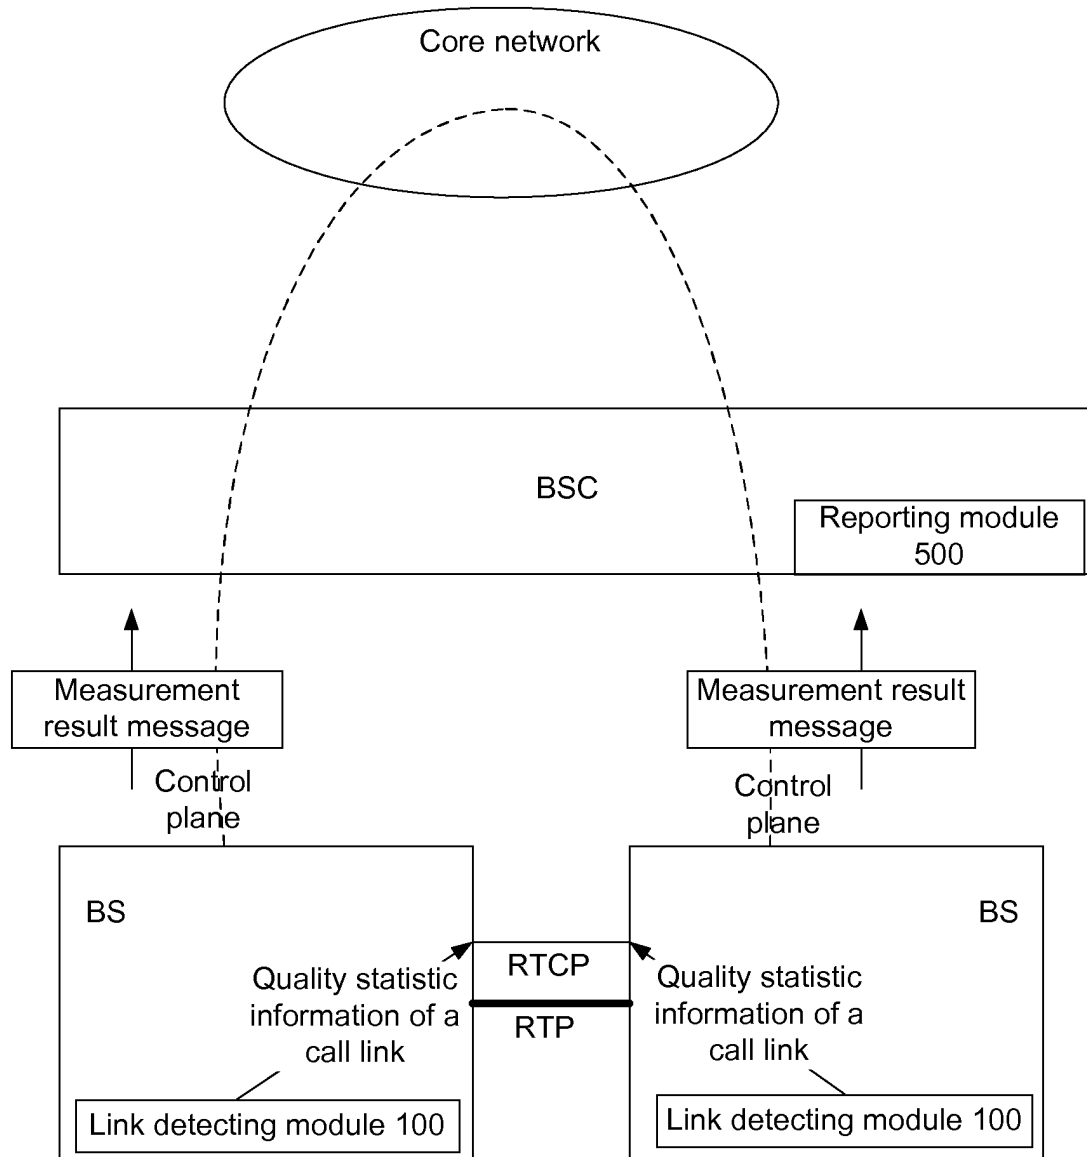 Core network
BSC
Reporting module
500
Measurement
result message
Measurement result
message
Control
plane
Control
plane
BS
BS
RTCP
RTP
Quality statistic
information of a
call link
Quality statistic
information of a
call link
Link detecting module 100
Link detecting module 100